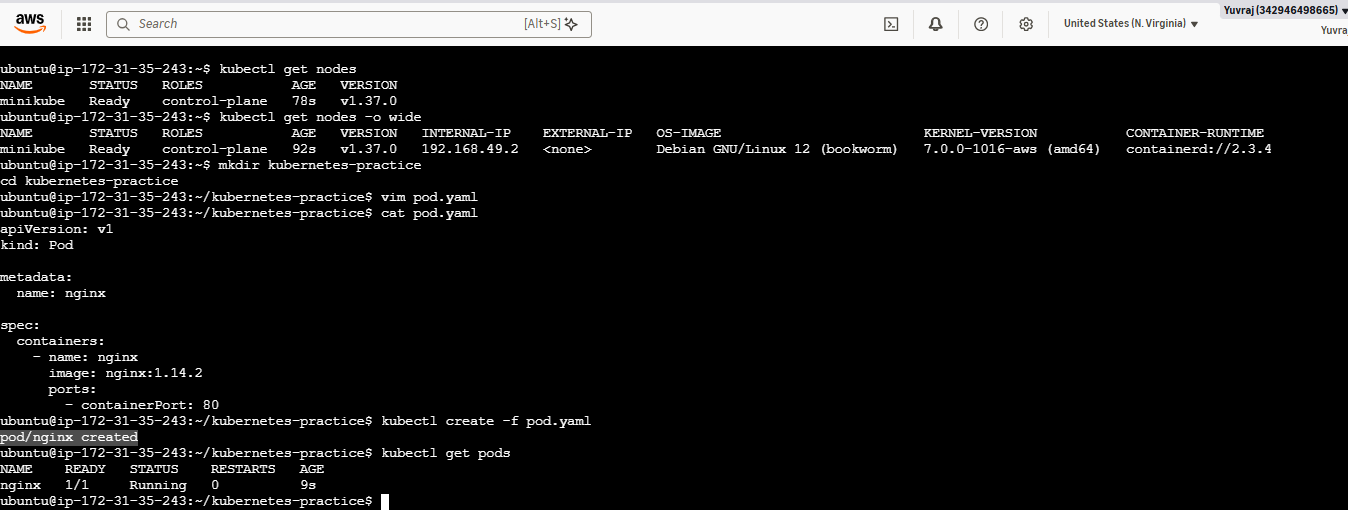 Yuvraj (342946498665)
aws
Search
[Alt+S]
United States (N. Virginia)
Yuvraj
ubuntu@ip-172-31-35-243:~$ kubectl get nodes
NAME STATUS ROLES AGE VERSION
minikube Ready control-plane 78s v1.37.0
ubuntu@ip-172-31-35-243:~$ kubectl get nodes -o wide
NAME STATUS ROLES AGE VERSION INTERNAL-IP EXTERNAL-IP OS-IMAGE KERNEL-VERSION CONTAINER-RUNTIME
minikube Ready control-plane 92s v1.37.0 192.168.49.2 <none> Debian GNU/Linux 12 (bookworm) 7.0.0-1016-aws (amd64) containerd://2.3.4
ubuntu@ip-172-31-35-243:~$ mkdir kubernetes-practice
cd kubernetes-practice
ubuntu@ip-172-31-35-243:~/kubernetes-practice$ vim pod.yaml
ubuntu@ip-172-31-35-243:~/kubernetes-practice$ cat pod.yaml
apiVersion: v1
kind: Pod

metadata:
  name: nginx

spec:
  containers:
    - name: nginx
      image: nginx:1.14.2
      ports:
        - containerPort: 80
ubuntu@ip-172-31-35-243:~/kubernetes-practice$ kubectl create -f pod.yaml
pod/nginx created
ubuntu@ip-172-31-35-243:~/kubernetes-practice$ kubectl get pods
NAME READY STATUS RESTARTS AGE
nginx 1/1 Running 0 9s
ubuntu@ip-172-31-35-243:~/kubernetes-practice$